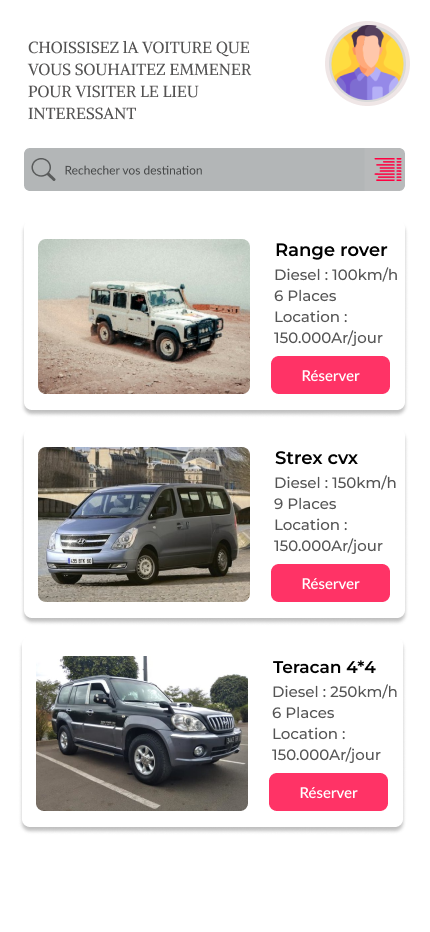 CHOISSISEZ lA VOITURE QUE
VOUS SOUHAITEZ EMMENER
POUR VISITER LE LIEU
INTERESSANT
Rechecher vos destination
Range rover
Diesel : 100km/h
6 Places
Location :
150.000Ar/jour
Réserver
Strex cvx
Diesel : 150km/h
9 Places
Location :
150.000Ar/jour
Réserver
Teracan 4*4
Diesel : 250km/h
6 Places
Location :
150.000Ar/jour
Réserver